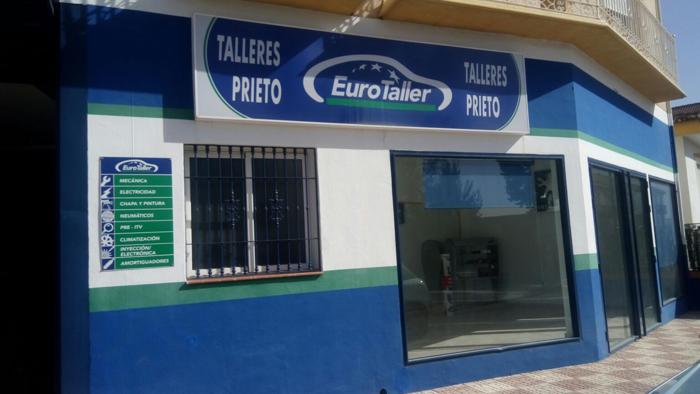 TALLERES
PRIETO
EuroTaller
TALLERES
PRIETO
EuroTaller
MECÁNICA
ELECTRICIDAD
CHAPA Y PINTURA
NEUMÁTICOS
PRE - ITV
CLIMATIZACIÓN
INYECCIÓN/
ELECTRÓNICA
AMORTIGUADORES